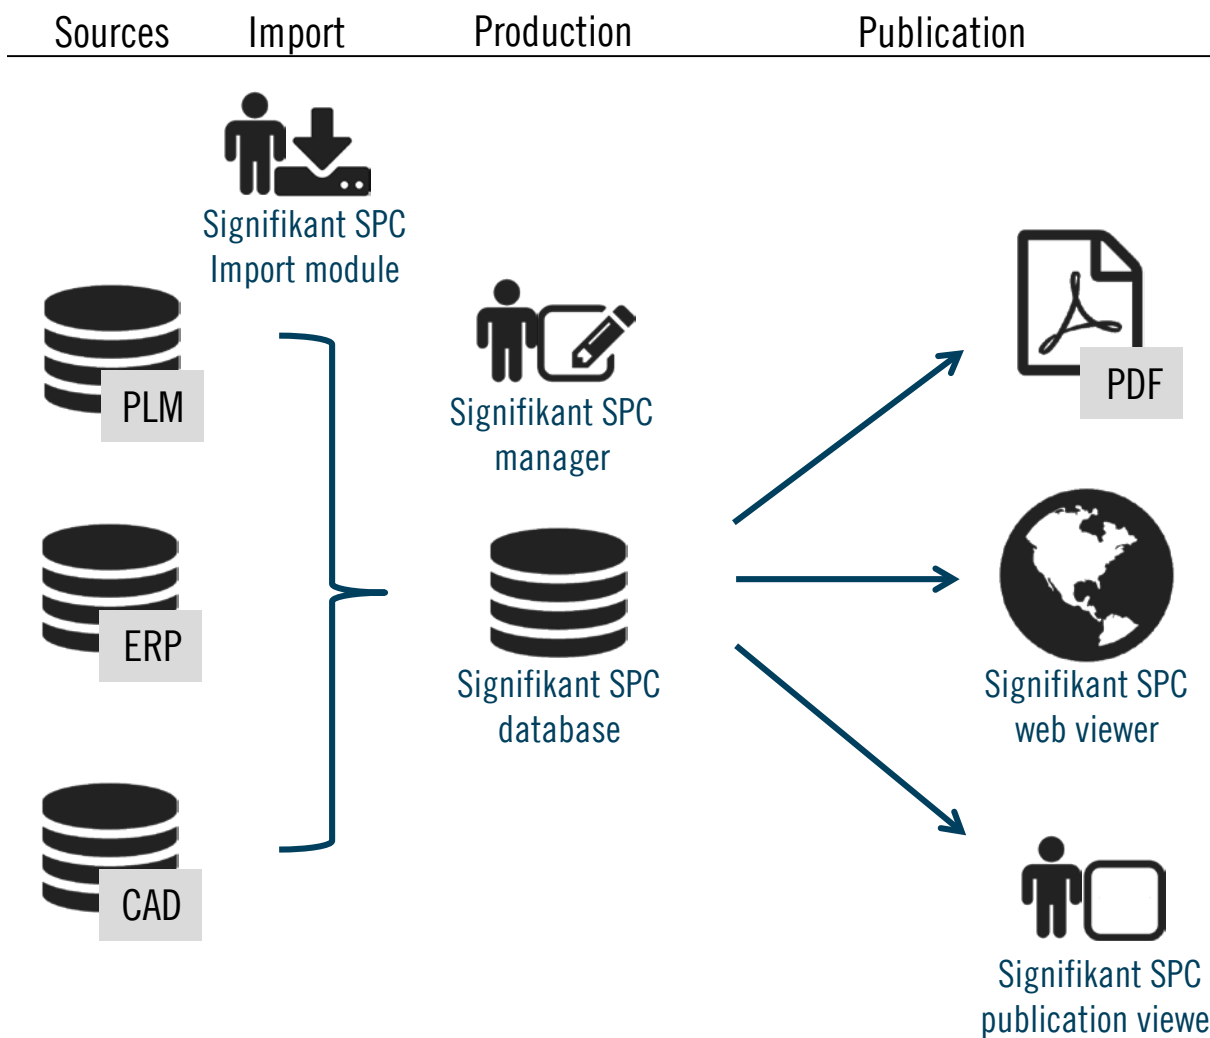 Sources Import Production Publication
Signifikant SPC
Import module
PLM
Signifikant SPC
manager
PDF
ERP
Signifikant SPC
database
Signifikant SPC
web viewer
CAD
Signifikant SPC
publication viewe